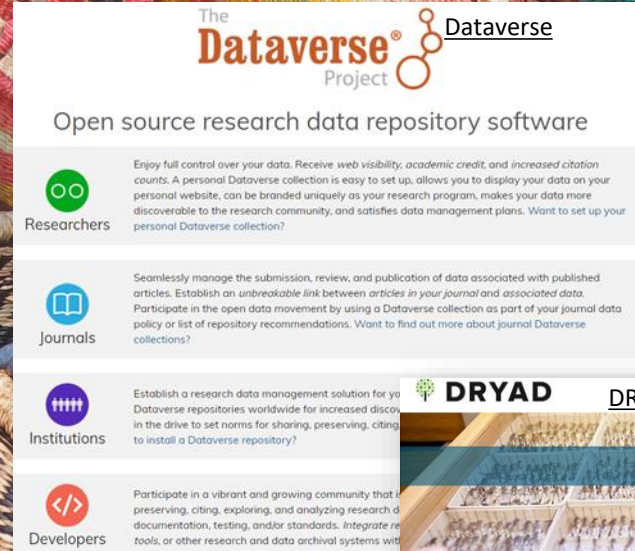 The
Dataverse®
Project
Dataverse
Open source research data repository software
Enjoy full control over your data. Receive web visibility, academic credit, and increased citation
counts. A personal Dataverse collection is easy to set up, allows you to display your data on your
personal website, can be branded uniquely as your research program, makes your data more
discoverable to the research community, and satisfies data management plans. Want to set up your
personal Dataverse collection?
Researchers
Seamlessly manage the submission, review, and publication of data associated with published
articles. Establish an unbreakable link between articles in your journal and associated data.
Participate in the open data movement by using a Dataverse collection as part of your journal data
policy or list of repository recommendations. Want to find out more about journal Dataverse
collections?
Journals
Establish a research data management solution for
Dataverse repositories worldwide for increased
in the drive to set norms for sharing, preserving, citing,
to install a Dataverse repository?
Institutions
Participate in a vibrant and growing community that
preserving, citing, exploring, and analyzing research
documentation, testing, and/or standards. Integrate
tools, or other research and data archival systems
Developers
</>
DRYAD